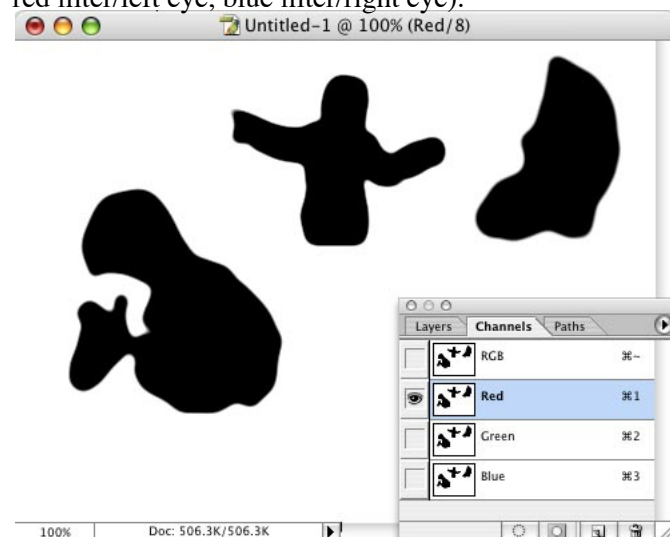 red filter/left eye, blue filter/right eye).
Untitled-1 @ 100% (Red/8)
Layers Channels Paths
RGB ⌘~
Red ⌘1
Green ⌘2
Blue ⌘3
100% Doc: 506.3K/506.3K